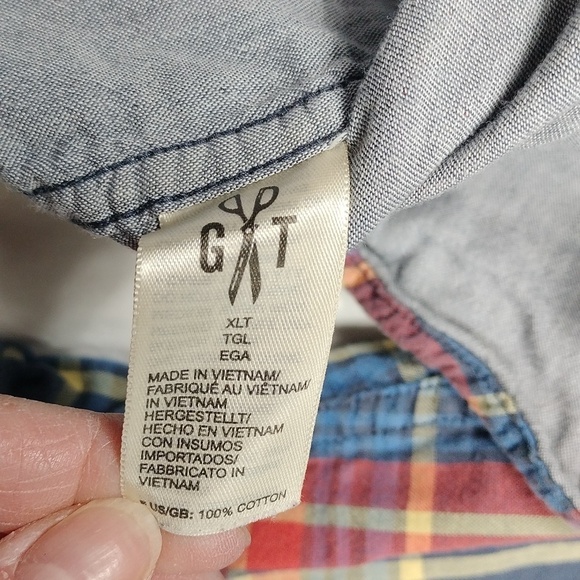 G T
XLT
TGL
EGA
MADE IN VIETNAM/
FABRIQUÉ AU VIETNAM/
IN VIETNAM
HERGESTELLT/
HECHO EN VIETNAM
CON INSUMOS
IMPORTADOS/
FABBRICATO IN
VIETNAM
US/GB: 100% COTTON